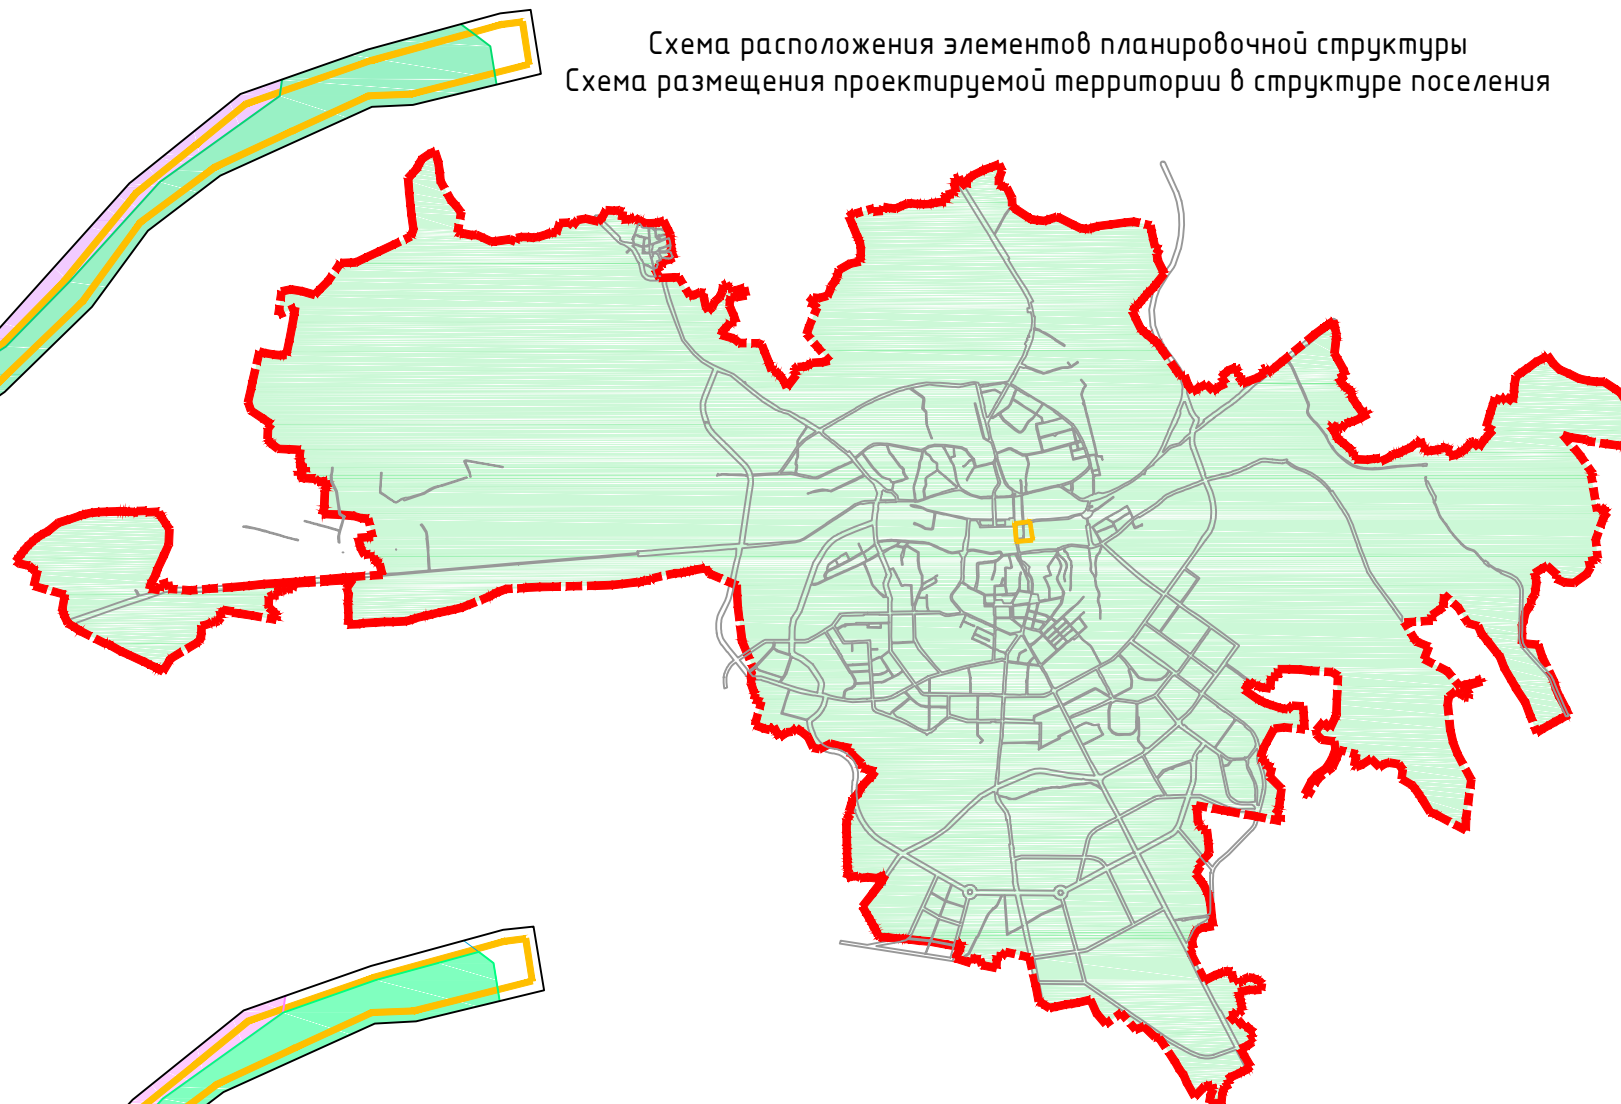 Схема расположения элементов планировочной структуры
Схема размещения проектируемой территории в структуре поселения